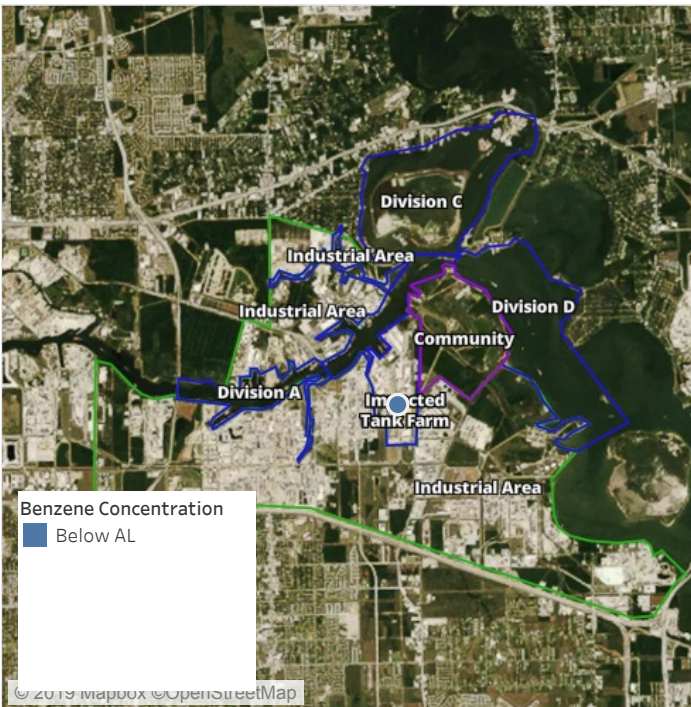 Division C
Industrial Area
Industrial Area
Division D
Community
Division A
Tank Farm
Industrial Area
Benzene Concentration
Below AL
© 2019 Mapbox ©OpenStreetMap